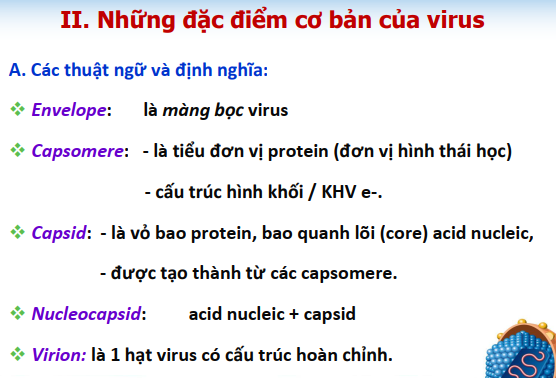 II. Những đặc điểm cơ bản của virus
A. Các thuật ngữ và định nghĩa:
❖ Envelope: là màng bọc virus
❖ Capsomere: - là tiểu đơn vị protein (đơn vị hình thái học)
- cấu trúc hình khối / KHV e-.
❖ Capsid: - là vỏ bao protein, bao quanh lõi (core) acid nucleic,
- được tạo thành từ các capsomere.
❖ Nucleocapsid: acid nucleic + capsid
❖ Virion: là 1 hạt virus có cấu trúc hoàn chỉnh.